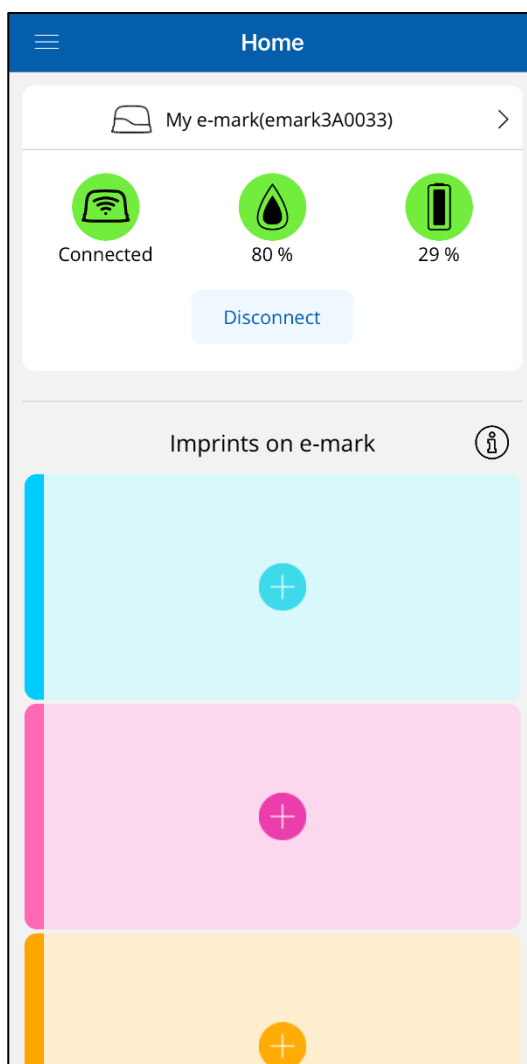 Home
My e-mark(emark3A0033)
Connected
80 %
29 %
Disconnect
Imprints on e-mark